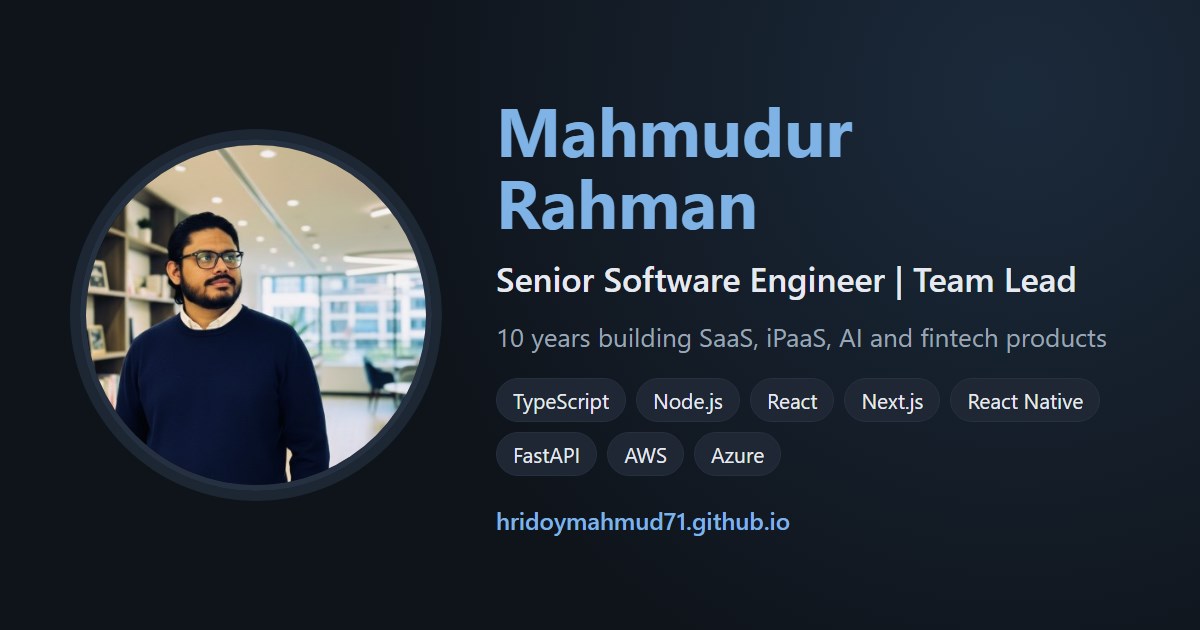 Mahmudur
Rahman
Senior Software Engineer | Team Lead
10 years building SaaS, iPaaS, AI and fintech products
TypeScript Node.js React Next.js React Native
FastAPI AWS Azure
hridoymahmud71.github.io